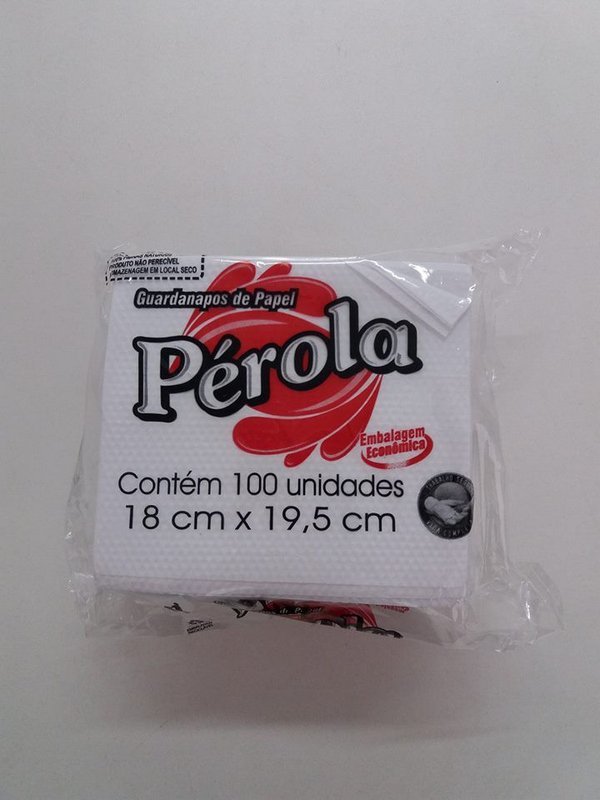 PRODUTO NÃO PERECÍVEL
ARMAZENAGEM EM LOCAL SECO
Guardanapos de Papel
Pérola
Embalagem
Econômica
Contém 100 unidades
18 cm x 19,5 cm